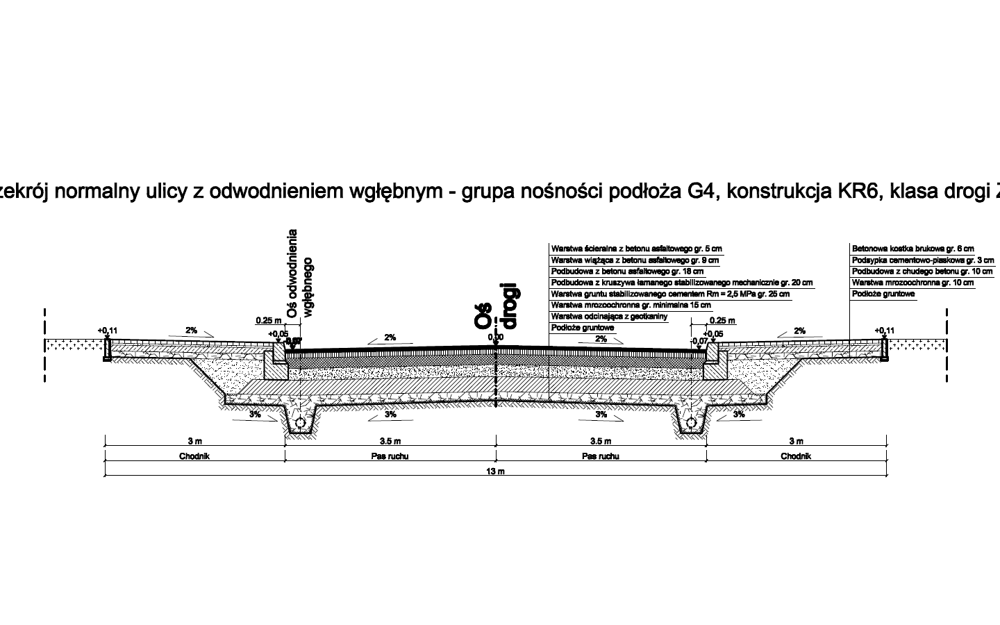 zekrój normalny ulicy z odwodnieniem wgłębnym - grupa nośności podłoża G4, konstrukcja KR6, klasa drogi Z
Oś odwodnienia
wgłębnego
Oś
drogi
Warstwa ścieralna z betonu asfaltowego gr. 5 cm
Warstwa wiążąca z betonu asfaltowego gr. 9 cm
Podbudowa z betonu asfaltowego gr. 18 cm
Podbudowa z kruszywa łamanego stabilizowanego mechanicznie gr. 20 cm
Warstwa gruntu stabilizowanego cementem Rm = 2,5 MPa gr. 25 cm
Warstwa mrozoochronna gr. minimalna 15 cm
Warstwa odcinająca z geotkaniny
Podłoże gruntowe
Betonowa kostka brukowa gr. 6 cm
Podsypka cementowo-piaskowa gr. 3 cm
Podbudowa z chudego betonu gr. 10 cm
Warstwa mrozoochronna gr. 10 cm
Podłoże gruntowe
0.25 m
0.25 m
+0,11
2%
+0,05
2%
0,00
2%
-0,07
+0,05
2%
+0,11
3%
3%
3%
3%
3 m
3.5 m
3.5 m
3 m
Chodnik
Pas ruchu
Pas ruchu
Chodnik
13 m